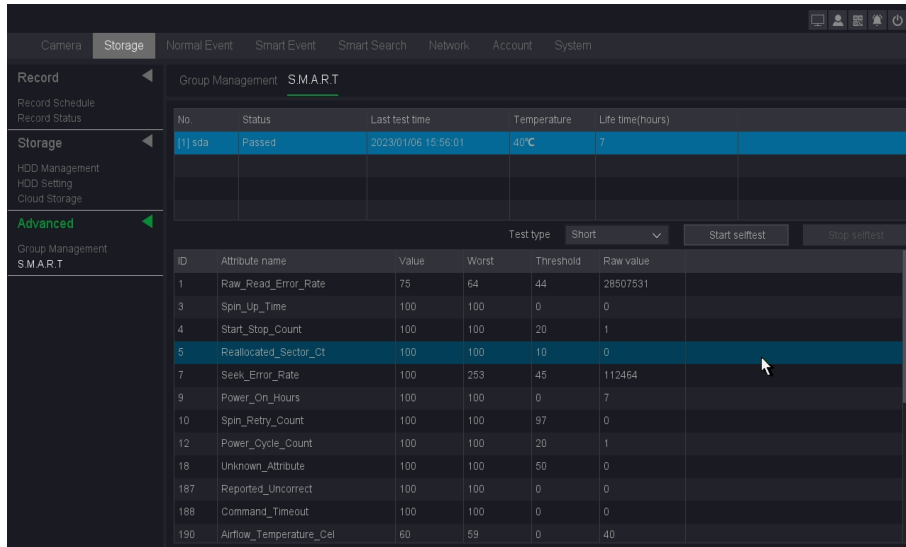 Camera Storage Normal Event Smart Event Smart Search Network Account System
Record
Record Schedule
Record Status
Storage
HDD Management
HDD Setting
Cloud Storage
Advanced
Group Management
S.M.A.R.T
Group Management S.M.A.R.T
No. Status Last test time Temperature Life time(hours)
[1] sda Passed 2023/01/06 15:56:01 40℃ 7
Test type Short Start selftest Stop selftest
ID Attribute name Value Worst Threshold Raw value
1 Raw_Read_Error_Rate 75 64 44 28507531
3 Spin_Up_Time 100 100 0 0
4 Start_Stop_Count 100 100 20 1
5 Reallocated_Sector_Ct 100 100 10 0
7 Seek_Error_Rate 100 253 45 112464
9 Power_On_Hours 100 100 0 7
10 Spin_Retry_Count 100 100 97 0
12 Power_Cycle_Count 100 100 20 1
18 Unknown_Attribute 100 100 50 0
187 Reported_Uncorrect 100 100 0 0
188 Command_Timeout 100 100 0 0
190 Airflow_Temperature_Cel 60 59 0 40